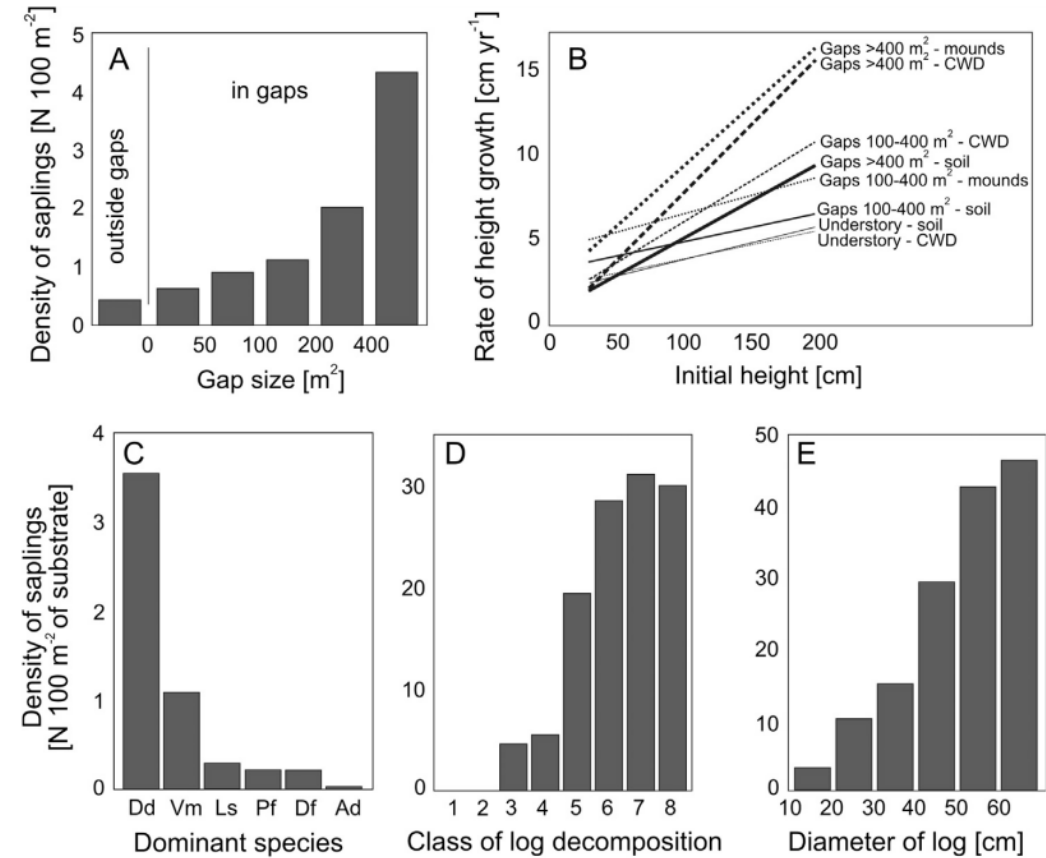 A
Density of saplings [N 100 m⁻²]
5
4
3
2
1
0
outside gaps
in gaps
0 50 100 200 400
Gap size [m²]
B
Rate of height growth [cm yr⁻¹]
15
10
5
0
Gaps >400 m² - mounds
Gaps >400 m² - CWD
Gaps 100-400 m² - CWD
Gaps >400 m² - soil
Gaps 100-400 m² - mounds
Gaps 100-400 m² - soil
Understory - soil
Understory - CWD
0 50 100 150 200
Initial height [cm]
C
Density of saplings
[N 100 m⁻² of substrate]
4
3
2
1
0
Dd Vm Ls Pf Df Ad
Dominant species
D
30
20
10
0
1 2 3 4 5 6 7 8
Class of log decomposition
E
50
40
30
20
10
0
10 20 30 40 50 60
Diameter of log [cm]